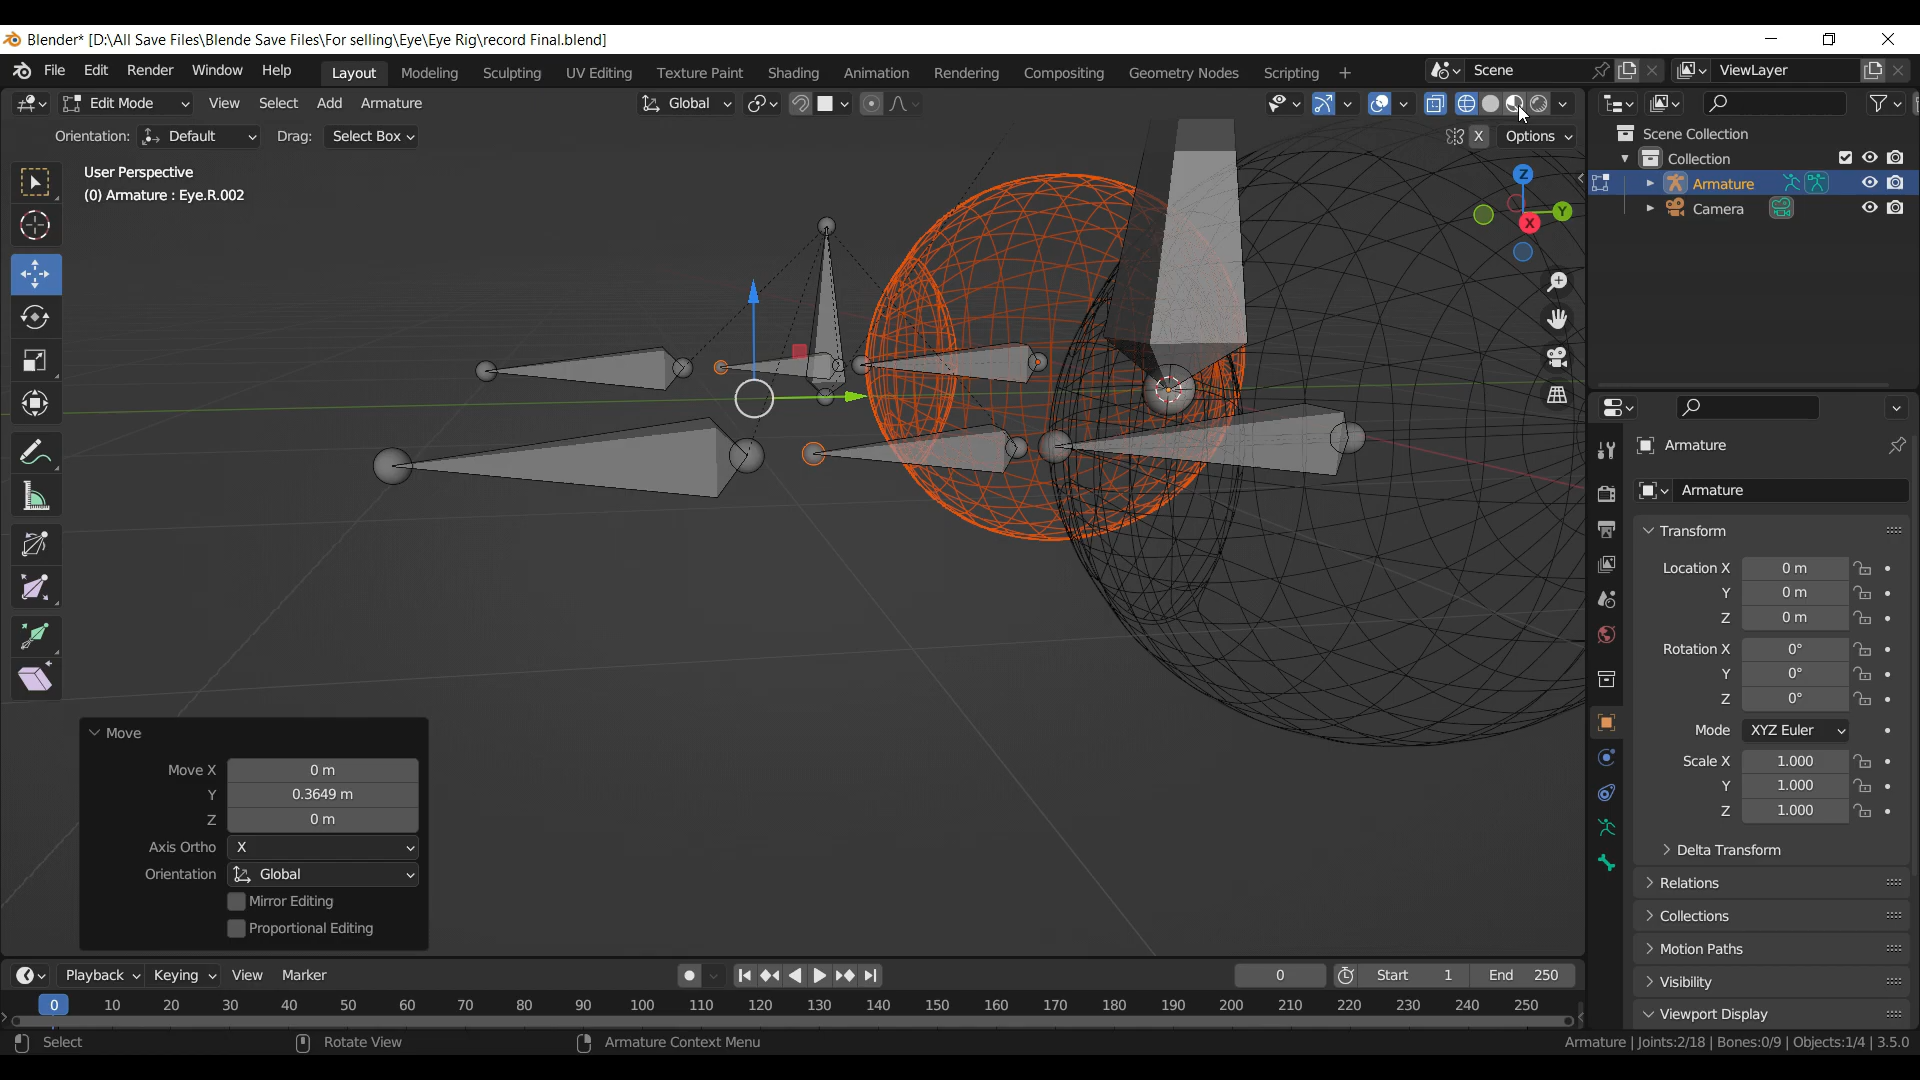 Blender* [D:\All Save Files\Blende Save Files\For selling\Eye\Eye Rig\record Final.blend]
File Edit Render Window Help Layout Modeling Sculpting UV Editing Texture Paint Shading Animation Rendering Compositing Geometry Nodes Scripting + Scene ViewLayer
Edit Mode View Select Add Armature Global
Orientation: Default Drag: Select Box X Options
User Perspective
(0) Armature : Eye.R.002
Z
Y
X
Scene Collection
Collection
Armature
Camera
Armature
Armature
Transform
Location X 0 m
Y 0 m
Z 0 m
Rotation X 0°
Y 0°
Z 0°
Mode XYZ Euler
Scale X 1.000
Y 1.000
Z 1.000
Delta Transform
Relations
Collections
Motion Paths
Visibility
Viewport Display
Move
Move X 0 m
Y 0.3649 m
Z 0 m
Axis Ortho X
Orientation Global
Mirror Editing
Proportional Editing
Playback Keying View Marker 0 Start 1 End 250
0 10 20 30 40 50 60 70 80 90 100 110 120 130 140 150 160 170 180 190 200 210 220 230 240 250
Select Rotate View Armature Context Menu Armature | Joints:2/18 | Bones:0/9 | Objects:1/4 | 3.5.0